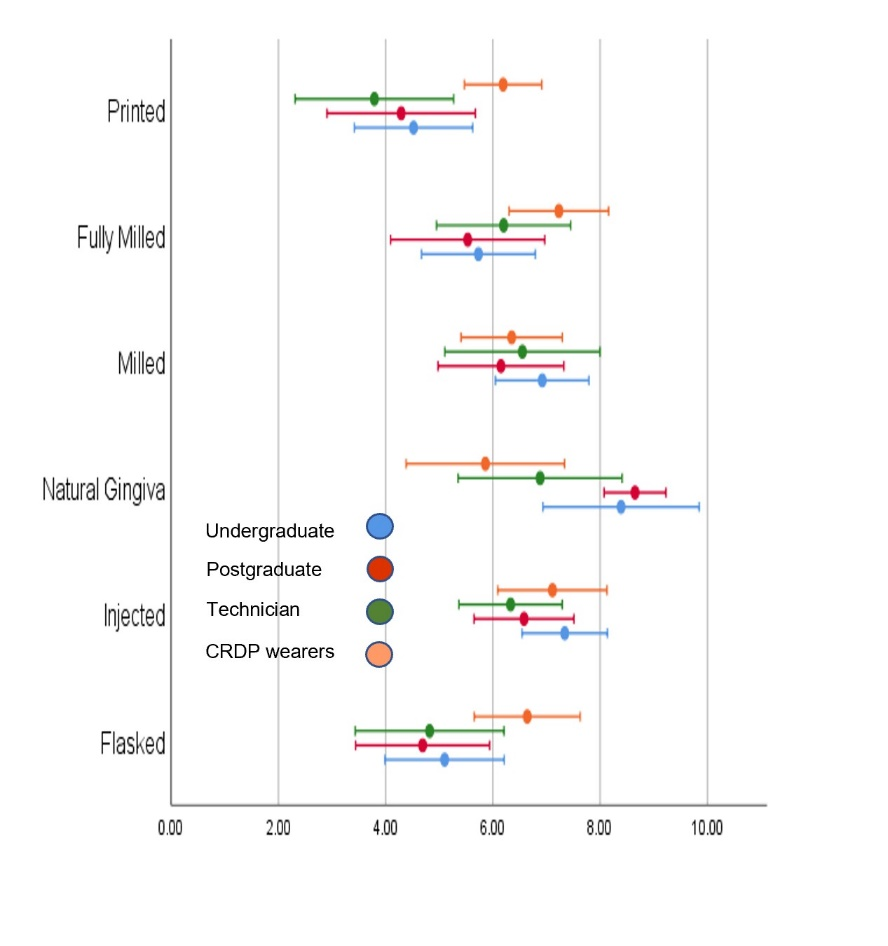 Printed
Fully Milled
Milled
Natural Gingiva
Undergraduate
Postgraduate
Technician
Injected
CRDP wearers
Flasked
0.00 2.00 4.00 6.00 8.00 10.00